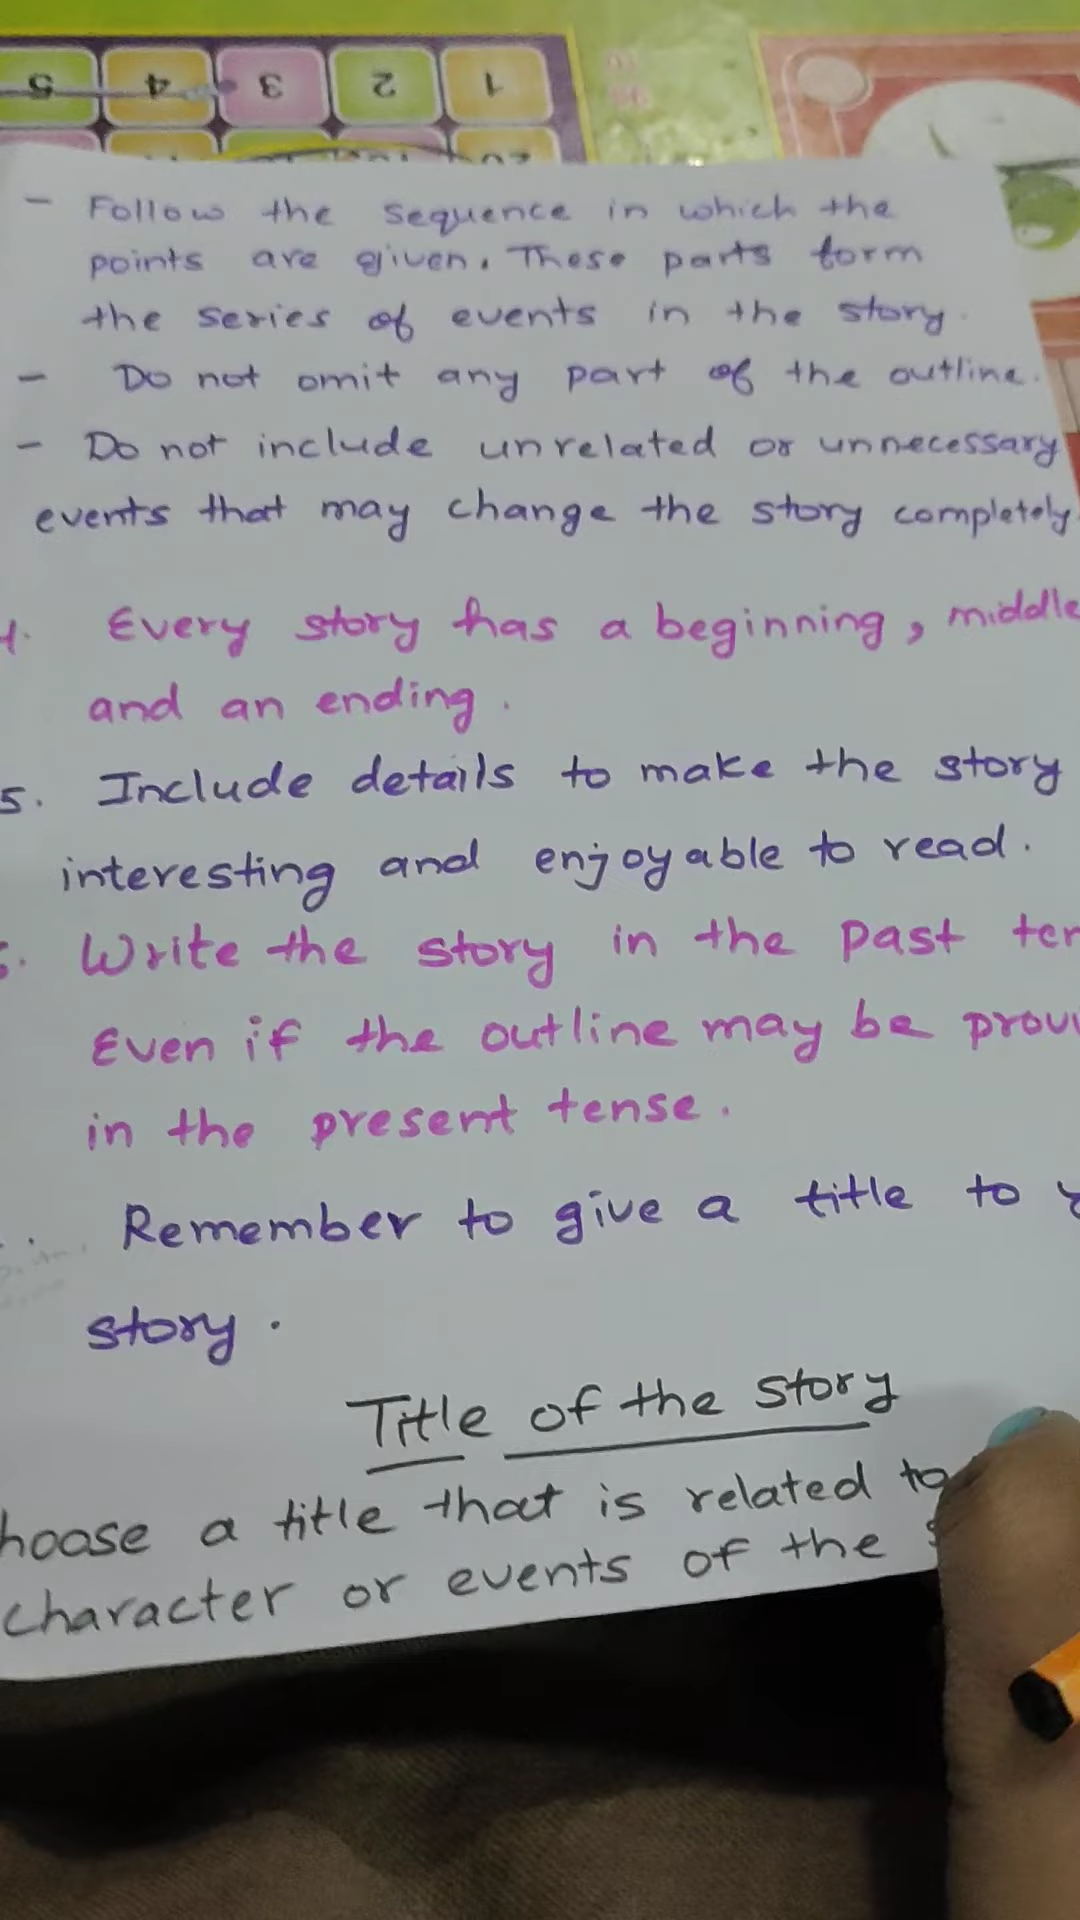 5 4 3 2 1
- Follow the sequence in which the
points are given. These parts form
the series of events in the story.
- Do not omit any part of the outline.
- Do not include unrelated or unnecessary
events that may change the story completely.
Every story has a beginning, middle
and an ending.
5. Include details to make the story
interesting and enjoyable to read.
Write the story in the past ten
Even if the outline may be provi
in the present tense.
Remember to give a title to y
story.
Title of the story
hoose a title that is related to
character or events of the